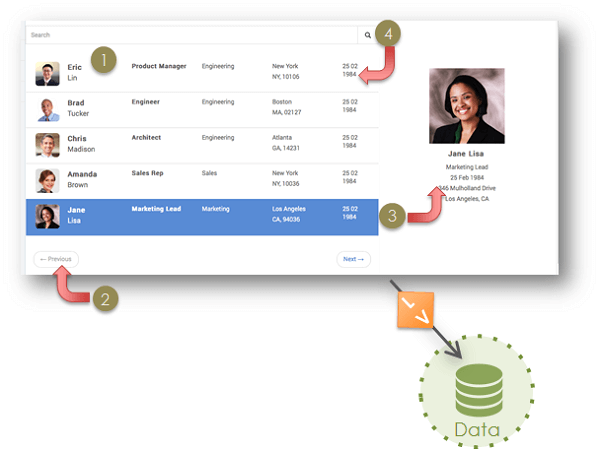 Search
4
1
Eric Product Manager Engineering New York 25 02
Lin NY, 10106 1984
Brad Engineer Engineering Boston 25 02
Tucker MA, 02127 1984
Chris Architect Engineering Atlanta 25 02
Madison GA, 14231 1984
Amanda Sales Rep Sales New York 25 02
Brown NY, 10036 1984
Jane Marketing Lead Marketing Los Angeles 25 02
Lisa CA, 94036 1984
← Previous Next →
2
Jane Lisa
Marketing Lead
25 Feb 1984
346 Mulholland Drive
Los Angeles, CA
3
Data